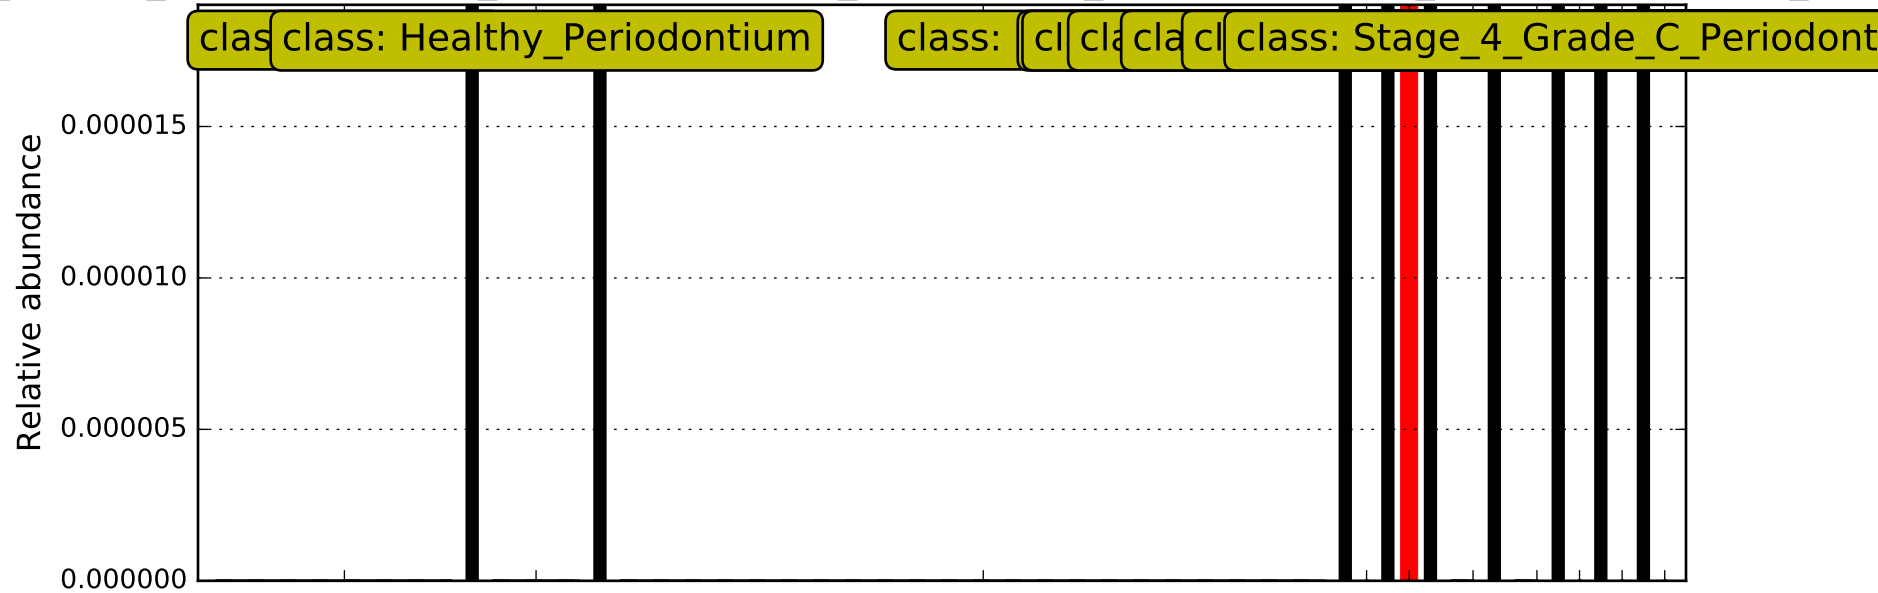 clas class: Healthy_Periodontium class: cl cla cla cl class: Stage_4_Grade_C_Periodont
0.000015
0.000010
0.000005
0.000000
Relative abundance